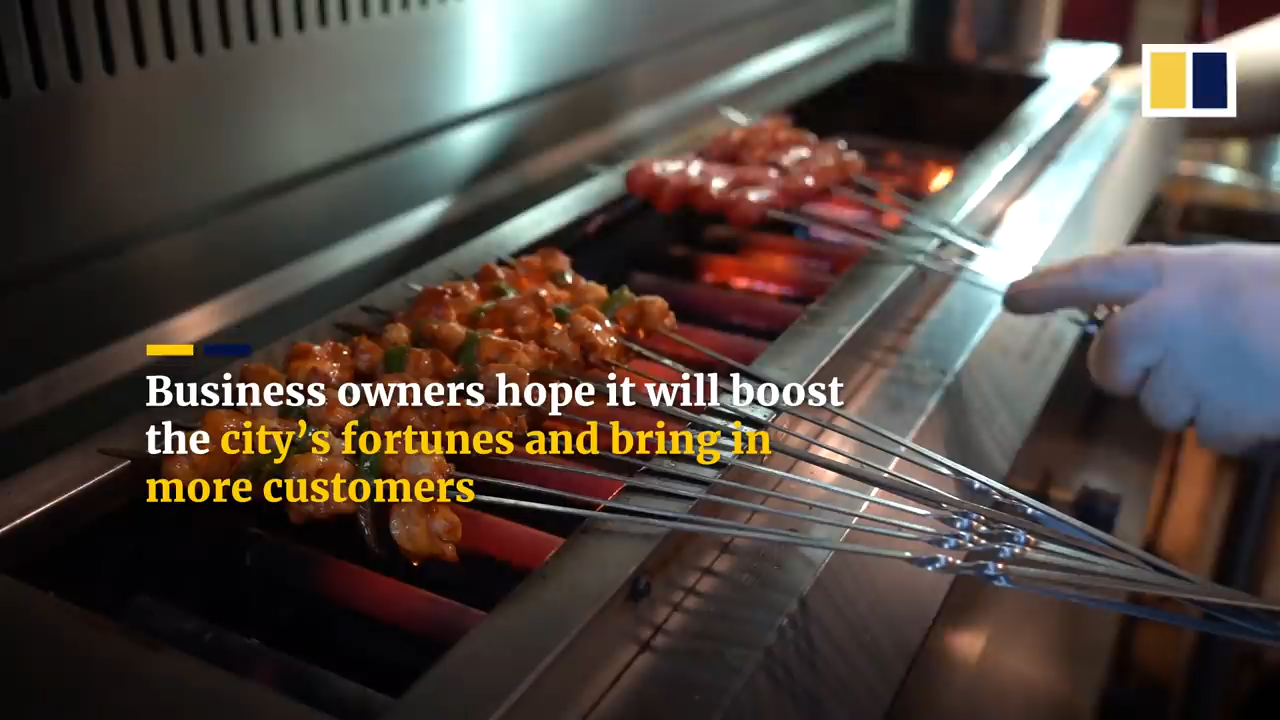 Business owners hope it will boost
the city’s fortunes and bring in
more customers